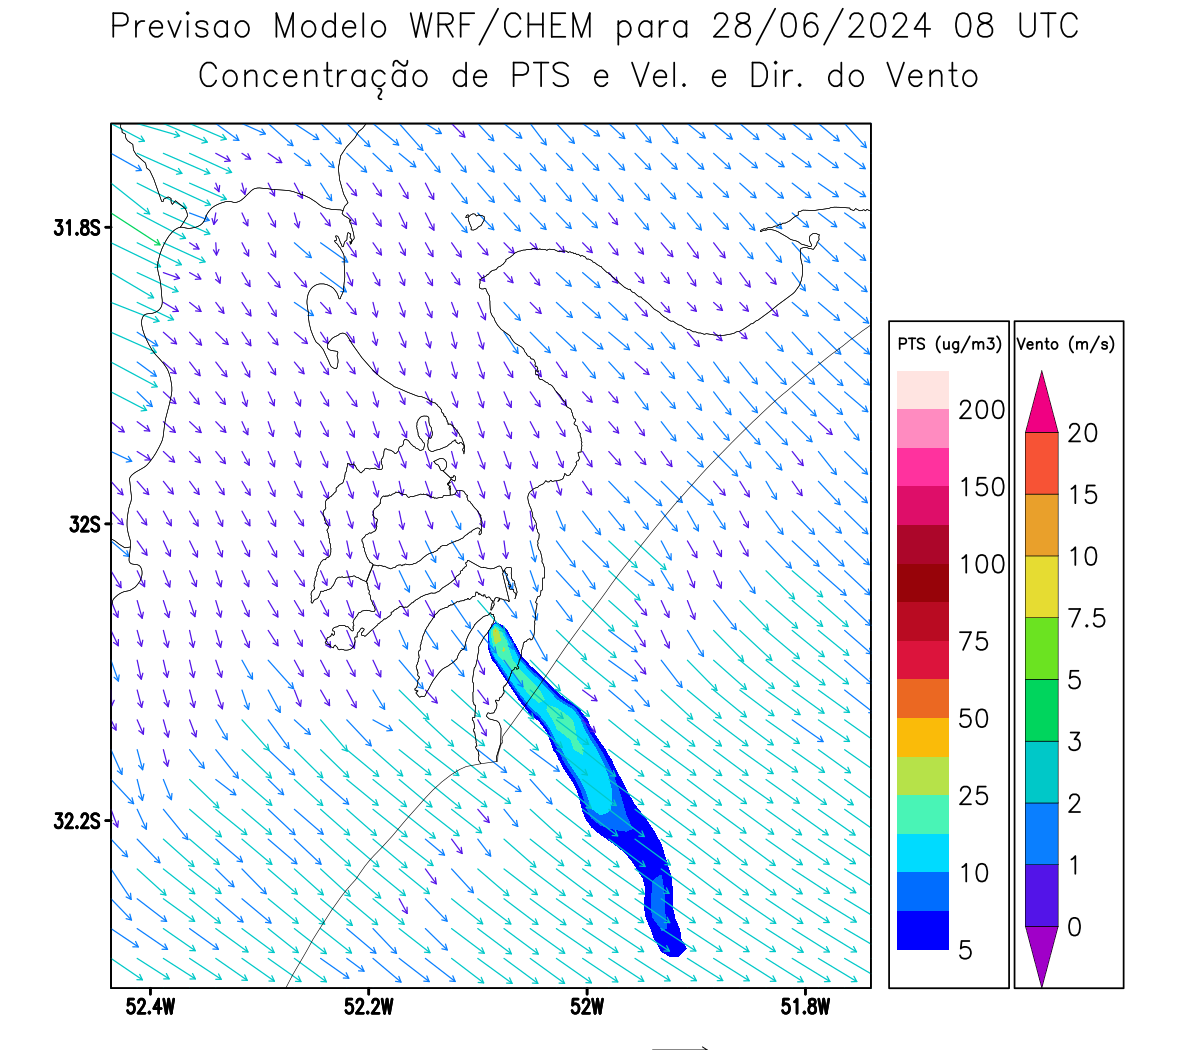 Previsao Modelo WRF/CHEM para 28/06/2024 08 UTC
Concentração de PTS e Vel. e Dir. do Vento
31.8S
32S
32.2S
52.4W 52.2W 52W 51.8W
PTS (ug/m3)
200
150
100
75
50
25
10
5
Vento (m/s)
20
15
10
7.5
5
3
2
1
0